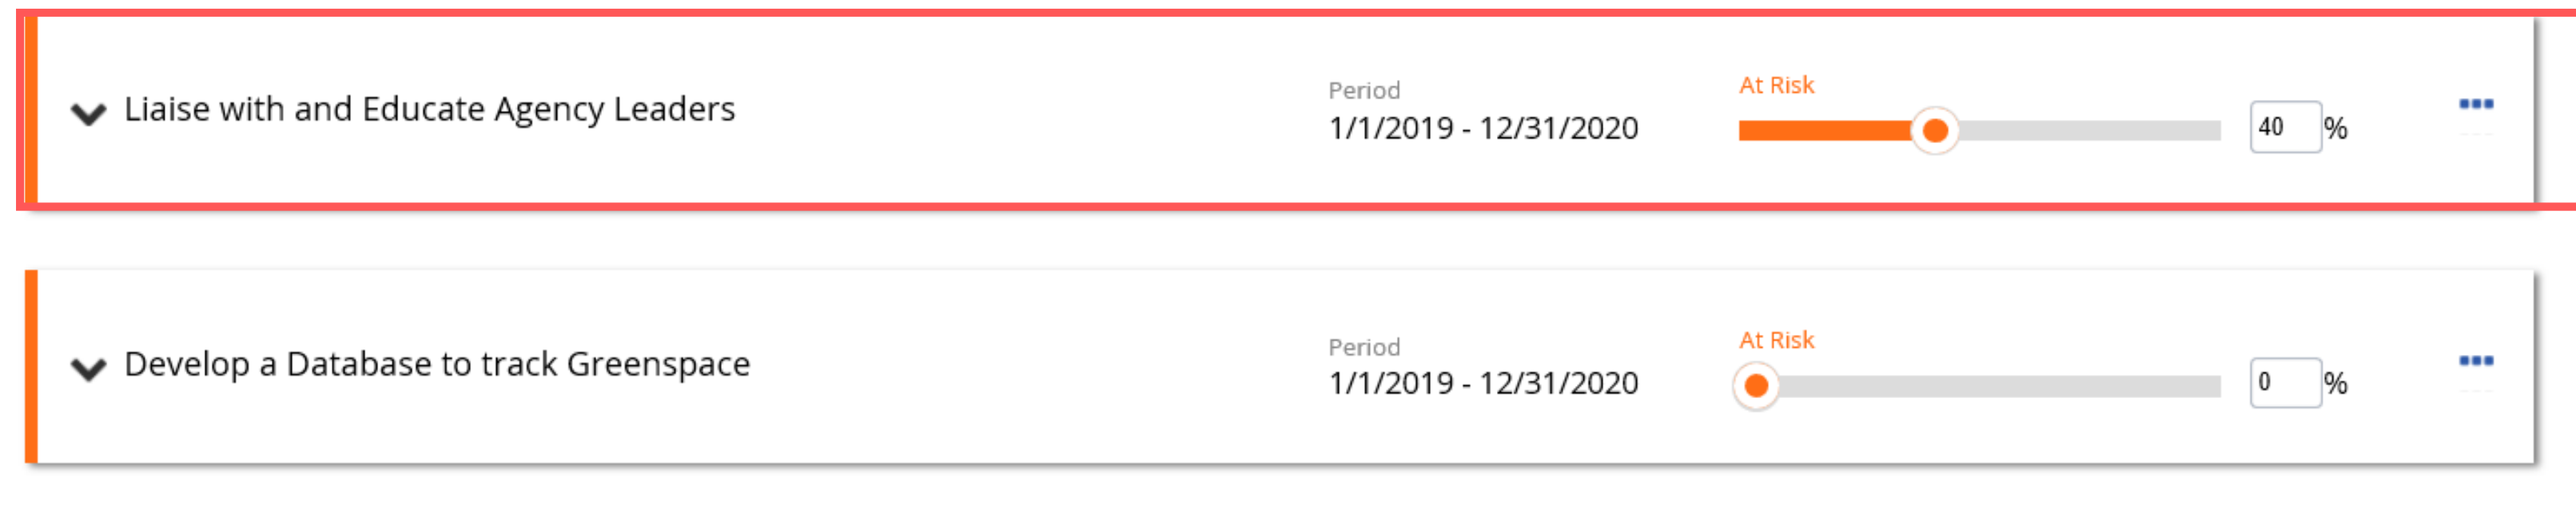 Liaise with and Educate Agency Leaders
Period
1/1/2019 - 12/31/2020
At Risk
40 %
Develop a Database to track Greenspace
Period
1/1/2019 - 12/31/2020
At Risk
0 %